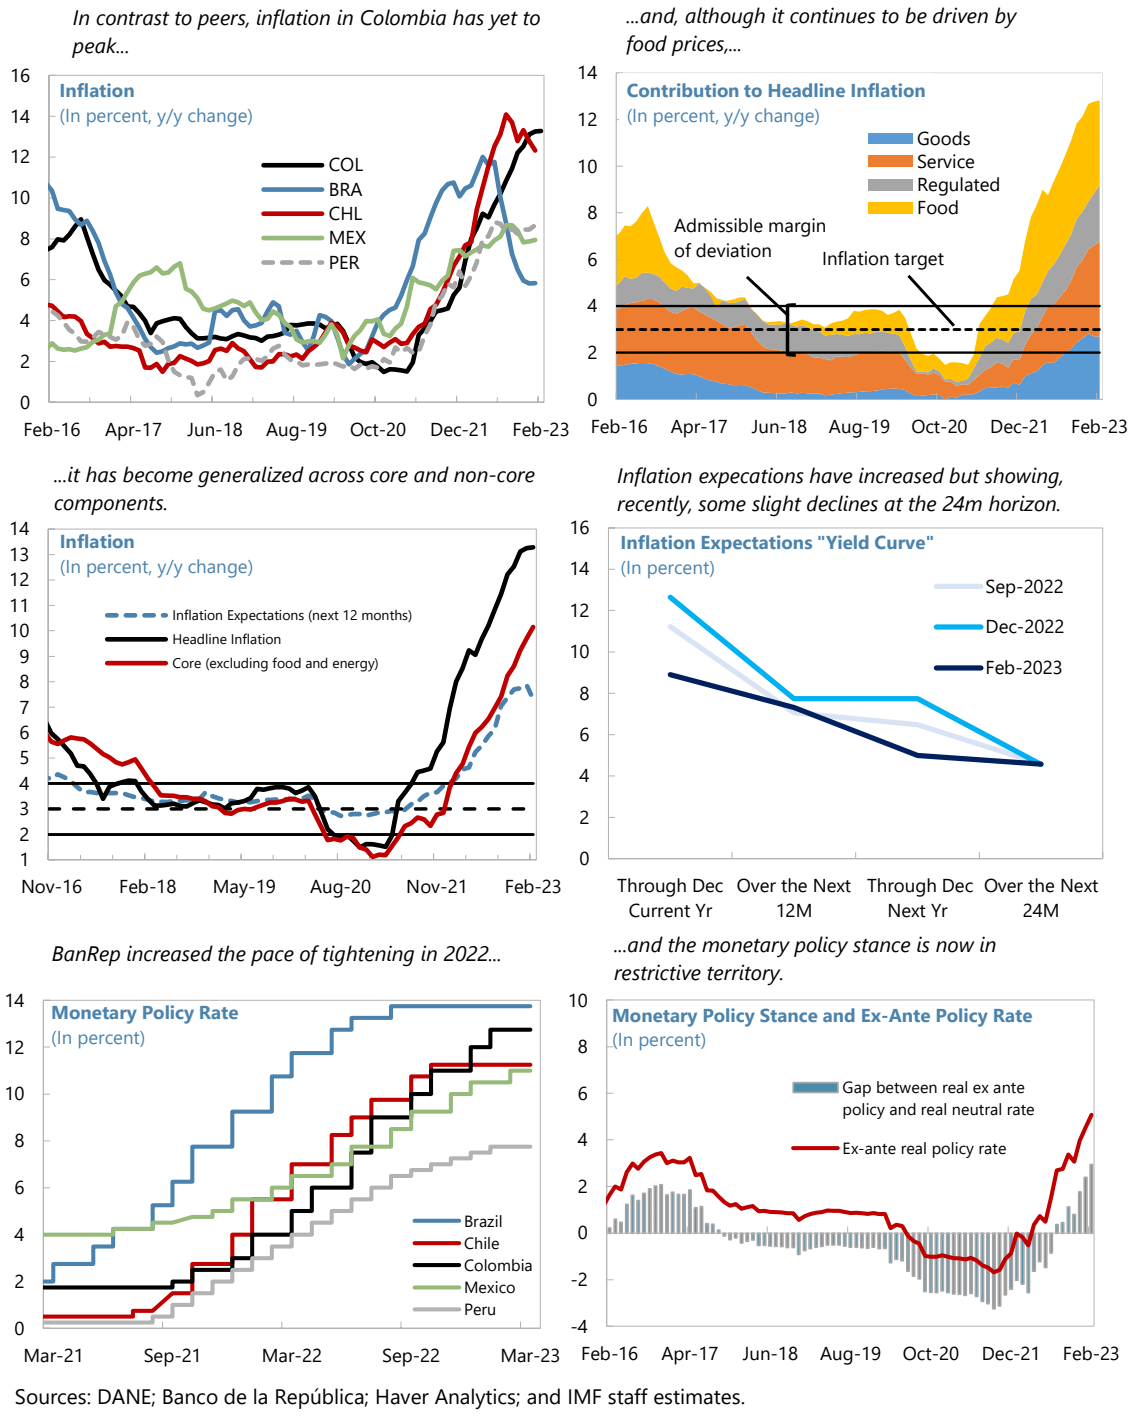 In contrast to peers, inflation in Colombia has yet to
peak...
16
14
12
10
8
6
4
2
0
Inflation
(In percent, y/y change)
COL
BRA
CHL
MEX
PER
Feb-16 Apr-17 Jun-18 Aug-19 Oct-20 Dec-21 Feb-23
...and, although it continues to be driven by
food prices,...
14
12
10
8
6
4
2
0
Contribution to Headline Inflation
(In percent, y/y change)
Goods
Service
Regulated
Food
Admissible margin
of deviation
Inflation target
Feb-16 Apr-17 Jun-18 Aug-19 Oct-20 Dec-21 Feb-23
...it has become generalized across core and non-core
components.
14
13
12
11
10
9
8
7
6
5
4
3
2
1
Inflation
(In percent, y/y change)
Inflation Expectations (next 12 months)
Headline Inflation
Core (excluding food and energy)
Nov-16 Feb-18 May-19 Aug-20 Nov-21 Feb-23
Inflation expecations have increased but showing,
recently, some slight declines at the 24m horizon.
16
14
12
10
8
6
4
2
0
Inflation Expectations "Yield Curve"
(In percent)
Sep-2022
Dec-2022
Feb-2023
Through Dec Current Yr
Over the Next 12M
Through Dec Next Yr
Over the Next 24M
BanRep increased the pace of tightening in 2022...
14
12
10
8
6
4
2
0
Monetary Policy Rate
(In percent)
Brazil
Chile
Colombia
Mexico
Peru
Mar-21 Sep-21 Mar-22 Sep-22 Mar-23
...and the monetary policy stance is now in
restrictive territory.
10
8
6
4
2
0
-2
-4
Monetary Policy Stance and Ex-Ante Policy Rate
(In percent)
Gap between real ex ante
policy and real neutral rate
Ex-ante real policy rate
Feb-16 Apr-17 Jun-18 Aug-19 Oct-20 Dec-21 Feb-23
Sources: DANE; Banco de la República; Haver Analytics; and IMF staff estimates.